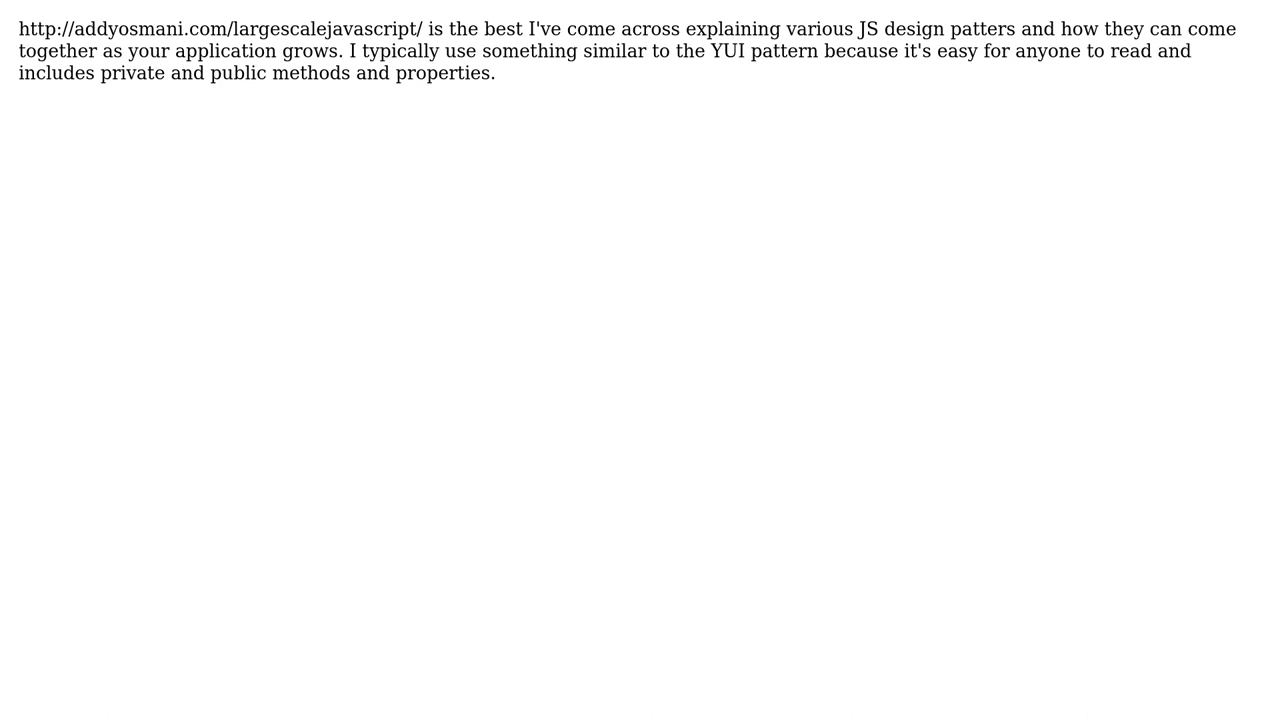 http://addyosmani.com/largescalejavascript/ is the best I've come across explaining various JS design patters and how they can come
together as your application grows. I typically use something similar to the YUI pattern because it's easy for anyone to read and
includes private and public methods and properties.